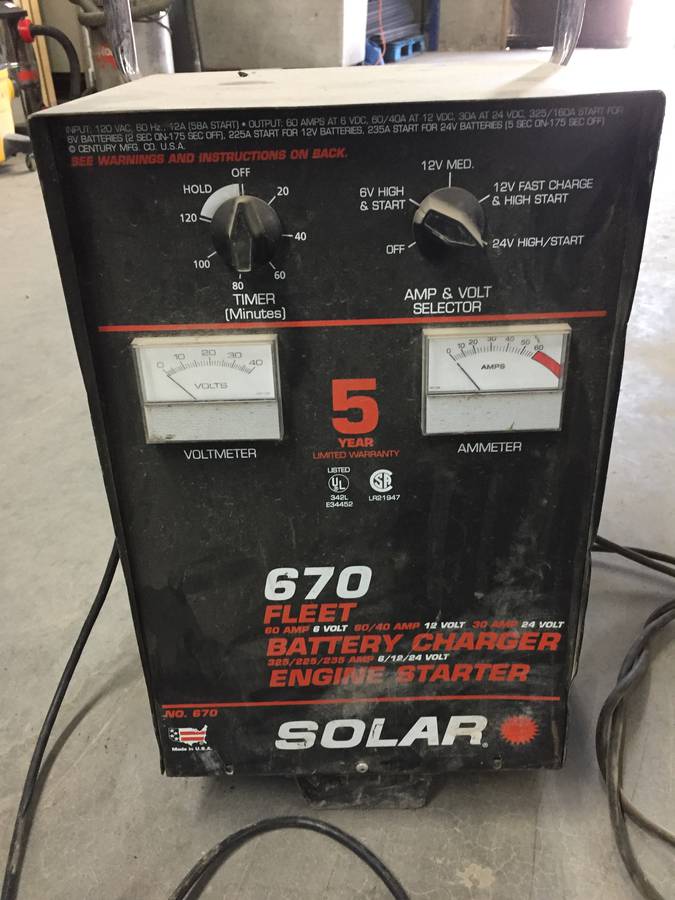 INPUT: 120 VAC, 60 Hz., 12A (58A START) • OUTPUT: 60 AMPS AT 6 VDC, 60/40A AT 12 VDC, 30A AT 24 VDC, 325/160A START FOR
6V BATTERIES (2 SEC ON-175 SEC OFF), 225A START FOR 12V BATTERIES, 235A START FOR 24V BATTERIES (5 SEC ON-175 SEC OFF)
© CENTURY MFG. CO. U.S.A.
SEE WARNINGS AND INSTRUCTIONS ON BACK.
OFF
HOLD
20
120
40
100
60
80
TIMER
(Minutes)
12V MED.
6V HIGH
& START
12V FAST CHARGE
& HIGH START
OFF
24V HIGH/START
AMP & VOLT
SELECTOR
0 10 20 30 40
VOLTS
VOLTMETER
0 10 20 30 40 50 60
AMPS
AMMETER
5
YEAR
LIMITED WARRANTY
LISTED
UL
342L
E34452
SA
LR21947
670
FLEET
60 AMP 6 VOLT 60/40 AMP 12 VOLT 30 AMP 24 VOLT
BATTERY CHARGER
325/225/235 AMP 6/12/24 VOLT
ENGINE STARTER
NO. 670
Made in U.S.A.
SOLAR®